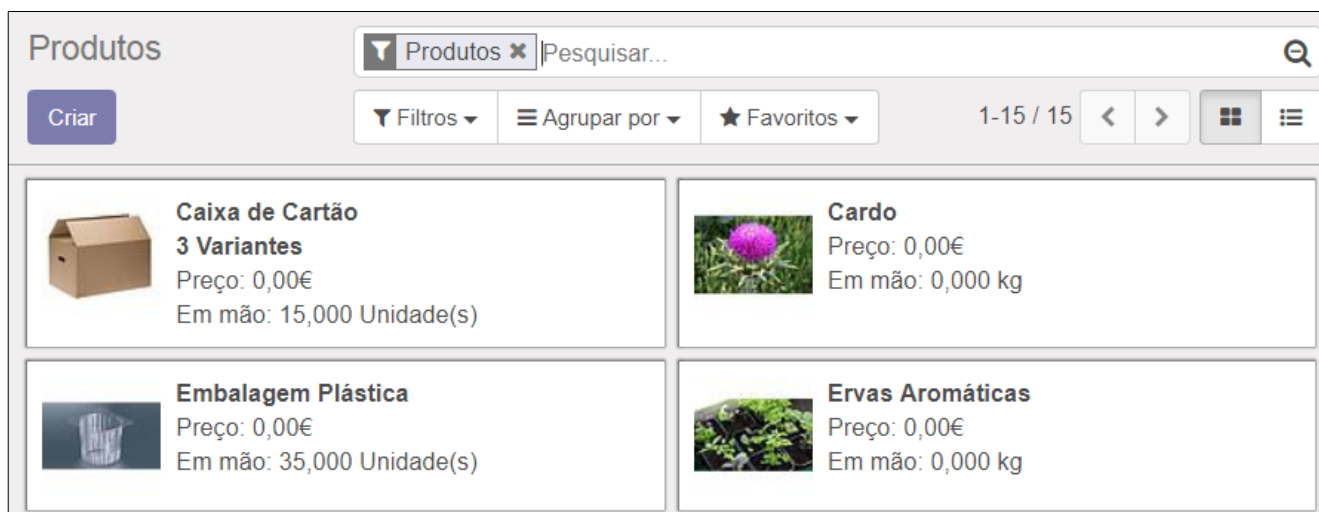 Produtos
Produtos Pesquisar...
Criar
Filtros Agrupar por Favoritos 1-15 / 15
Caixa de Cartão
3 Variantes
Preço: 0,00€
Em mão: 15,000 Unidade(s)
Cardo
Preço: 0,00€
Em mão: 0,000 kg
Embalagem Plástica
Preço: 0,00€
Em mão: 35,000 Unidade(s)
Ervas Aromáticas
Preço: 0,00€
Em mão: 0,000 kg